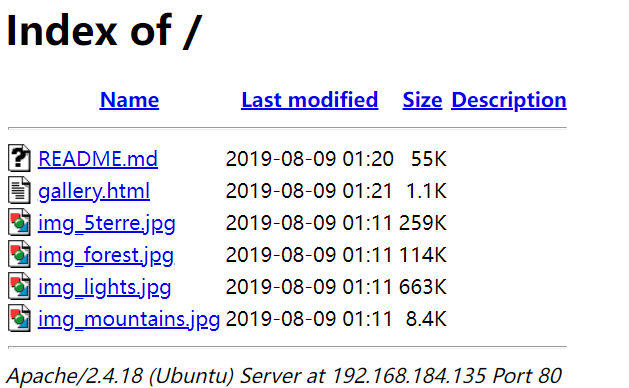 Index of /
Name Last modified Size Description
README.md 2019-08-09 01:20 55K
gallery.html 2019-08-09 01:21 1.1K
img_5terre.jpg 2019-08-09 01:11 259K
img_forest.jpg 2019-08-09 01:11 114K
img_lights.jpg 2019-08-09 01:11 663K
img_mountains.jpg 2019-08-09 01:11 8.4K
Apache/2.4.18 (Ubuntu) Server at 192.168.184.135 Port 80